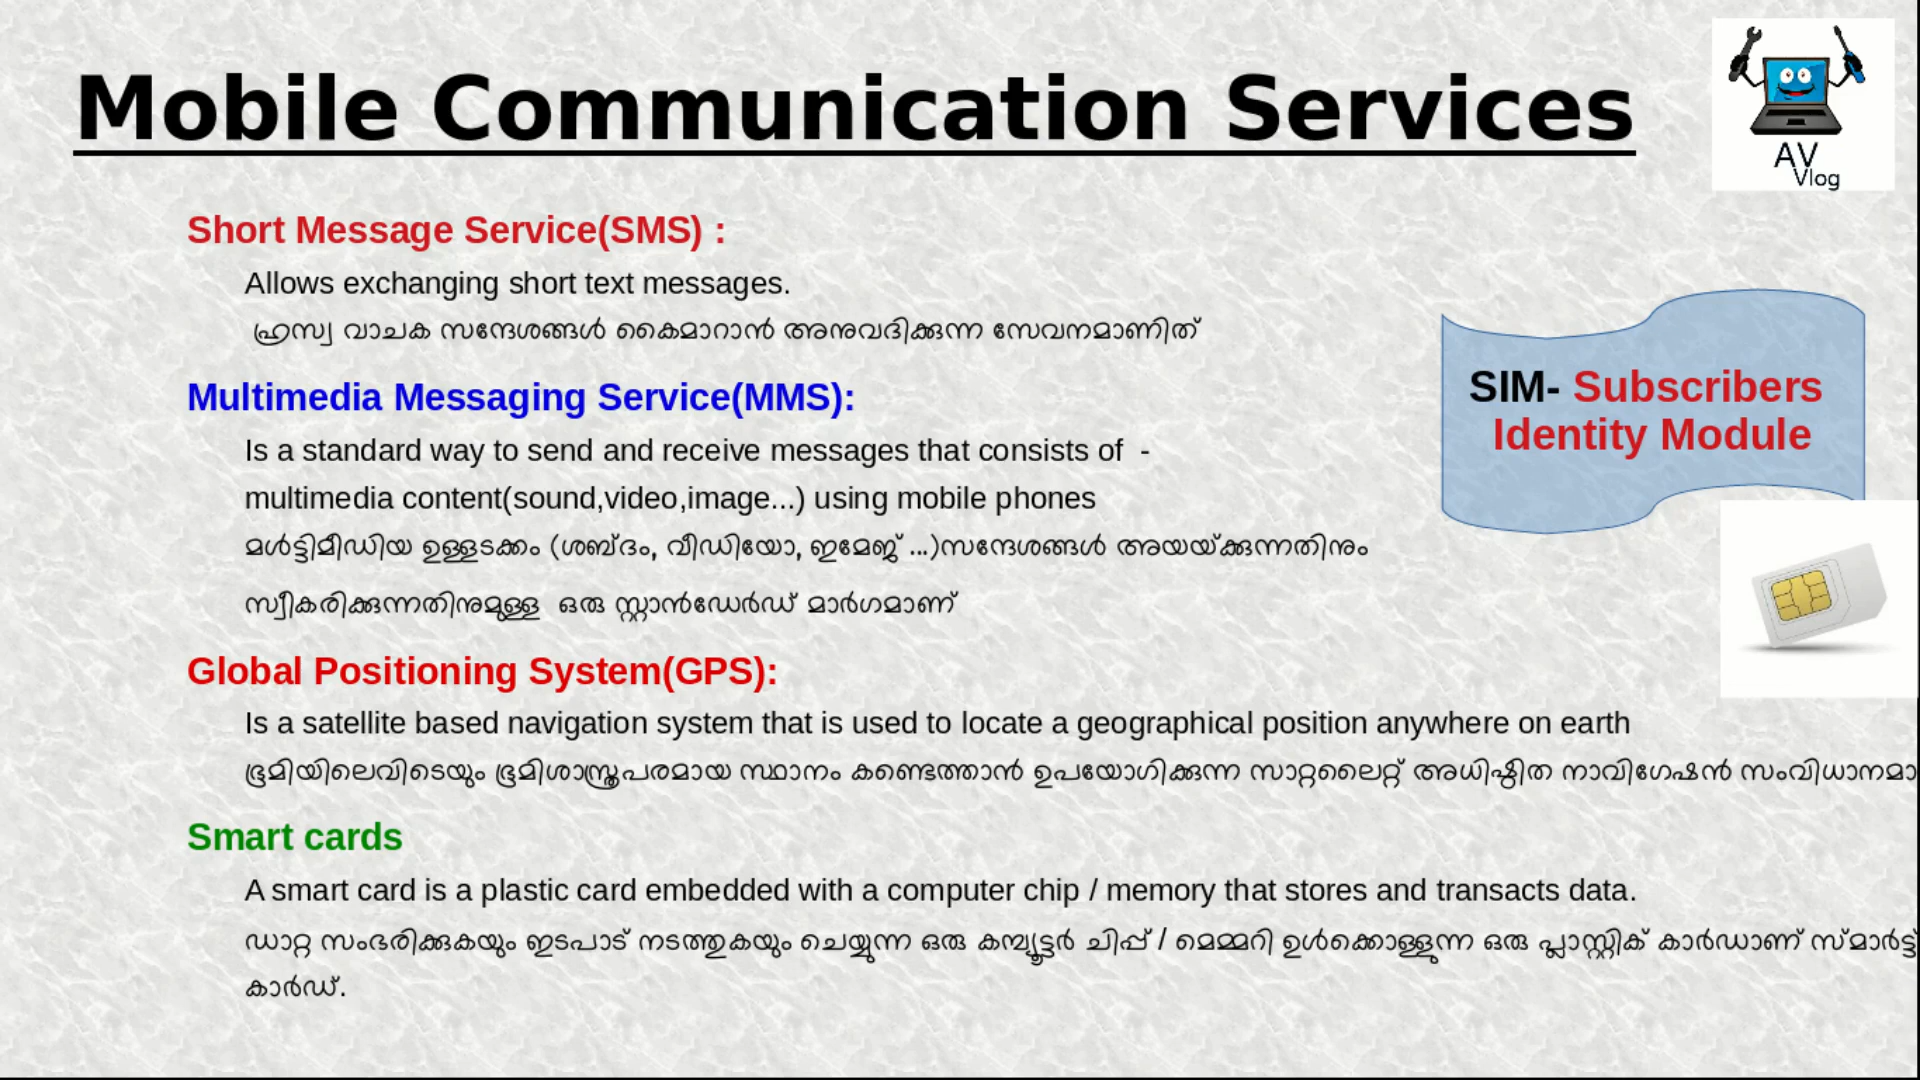 Mobile Communication Services
AV
Vlog
Short Message Service(SMS) :
Allows exchanging short text messages.
ഹ്രസ്വ വാചക സന്ദേശങ്ങൾ കൈമാറാൻ അനുവദിക്കുന്ന സേവനമാണിത്
Multimedia Messaging Service(MMS):
Is a standard way to send and receive messages that consists of -
multimedia content(sound,video,image...) using mobile phones
മൾട്ടിമീഡിയ ഉള്ളടക്കം (ശബ്ദം, വീഡിയോ, ഇമേജ് ...)സന്ദേശങ്ങൾ അയയ്ക്കുന്നതിനും
സ്വീകരിക്കുന്നതിനുമുള്ള ഒരു സ്റ്റാൻഡേർഡ് മാർഗമാണ്
SIM- Subscribers
Identity Module
Global Positioning System(GPS):
Is a satellite based navigation system that is used to locate a geographical position anywhere on earth
ഭൂമിയിലെവിടെയും ഭൂമിശാസ്ത്രപരമായ സ്ഥാനം കണ്ടെത്താൻ ഉപയോഗിക്കുന്ന സാറ്റലൈറ്റ് അധിഷ്ഠിത നാവിഗേഷൻ സംവിധാനമാ
Smart cards
A smart card is a plastic card embedded with a computer chip / memory that stores and transacts data.
ഡാറ്റ സംഭരിക്കുകയും ഇടപാട് നടത്തുകയും ചെയ്യുന്ന ഒരു കമ്പ്യൂട്ടർ ചിപ്പ് / മെമ്മറി ഉൾക്കൊള്ളുന്ന ഒരു പ്ലാസ്റ്റിക് കാർഡാണ് സ്മാർട്ട്
കാർഡ്.